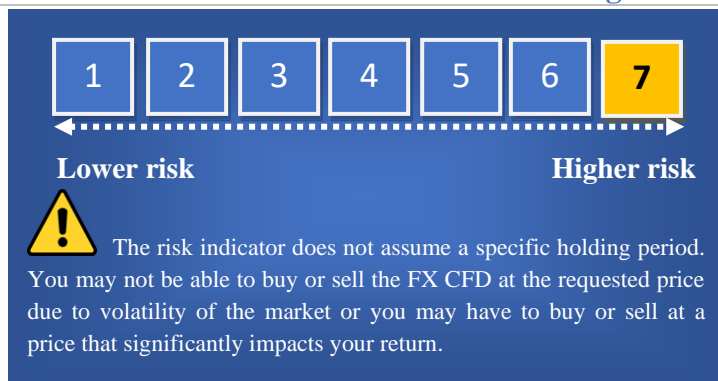 1 2 3 4 5 6 7
Lower risk Higher risk
The risk indicator does not assume a specific holding period.
You may not be able to buy or sell the FX CFD at the requested price
due to volatility of the market or you may have to buy or sell at a
price that significantly impacts your return.